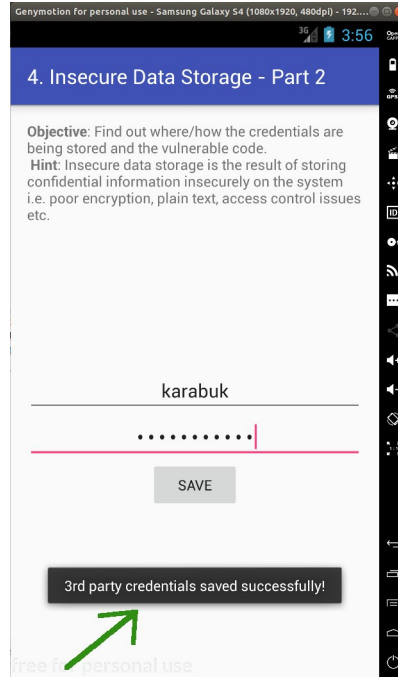 Genymotion for personal use - Samsung Galaxy S4 (1080x1920, 480dpi) - 192....
3G 3:56
4. Insecure Data Storage - Part 2
Objective: Find out where/how the credentials are
being stored and the vulnerable code.
Hint: Insecure data storage is the result of storing
confidential information insecurely on the system
i.e. poor encryption, plain text, access control issues
etc.
karabuk
SAVE
3rd party credentials saved successfully!
free for personal use
GPS
ID